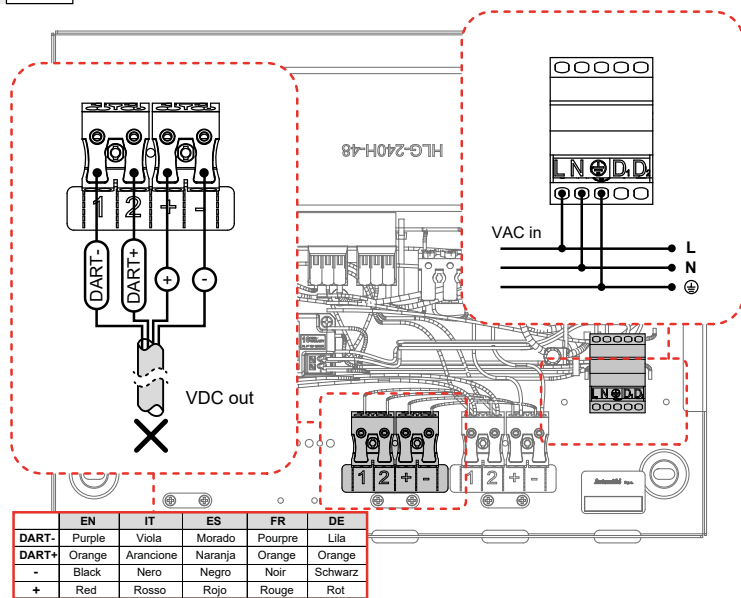 HLG-240H-48
1 2 + -
DART- DART+ + -
VDC out
L N D1 D2
VAC in
L
N
L N D1 D2
1 2 + - 1 2 + -
EN IT ES FR DE
DART- Purple Viola Morado Pourpre Lila
DART+ Orange Arancione Naranja Orange Orange
- Black Nero Negro Noir Schwarz
+ Red Rosso Rojo Rouge Rot